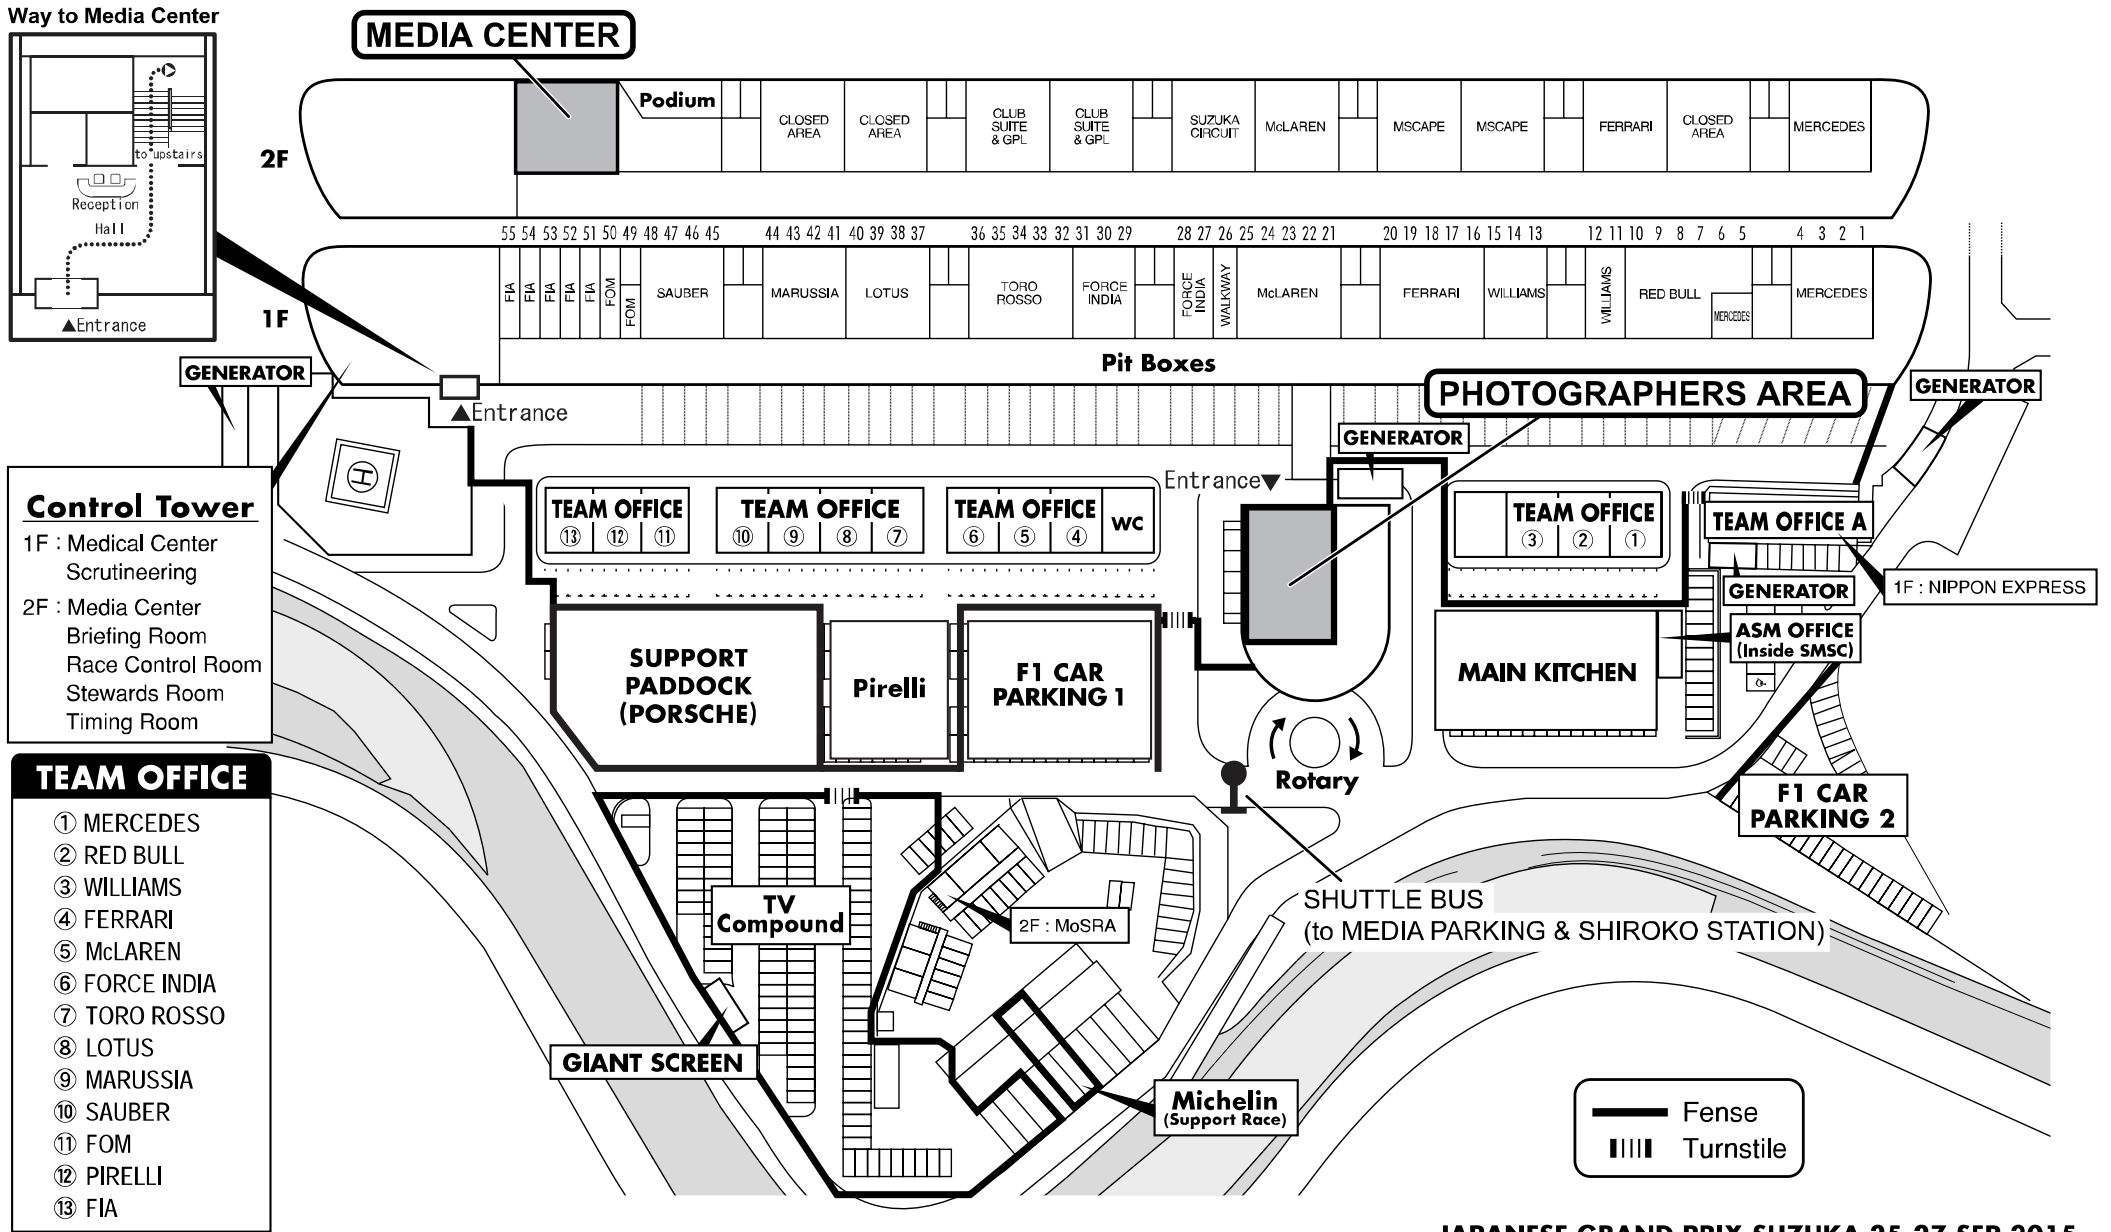 Way to Media Center
to upstairs
Reception
Hall
▲Entrance
MEDIA CENTER
2F
Podium
CLOSED
AREA
CLOSED
AREA
CLUB
SUITE
& GPL
CLUB
SUITE
& GPL
SUZUKA
CIRCUIT
McLAREN
MSCAPE
MSCAPE
FERRARI
CLOSED
AREA
MERCEDES
55 54 53 52 51 50 49 48 47 46 45 44 43 42 41 40 39 38 37 36 35 34 33 32 31 30 29 28 27 26 25 24 23 22 21 20 19 18 17 16 15 14 13 12 11 10 9 8 7 6 5 4 3 2 1
1F
FIA
FIA
FIA
FIA
FIA
FOM
FOM
SAUBER
MARUSSIA
LOTUS
TORO
ROSSO
FORCE
INDIA
FORCE
INDIA
WALKWAY
McLAREN
FERRARI
WILLIAMS
WILLIAMS
RED BULL
MERCEDES
MERCEDES
Pit Boxes
GENERATOR
▲Entrance
PHOTOGRAPHERS AREA
GENERATOR
GENERATOR
Entrance▼
H
Control Tower
1F : Medical Center
Scrutineering
2F : Media Center
Briefing Room
Race Control Room
Stewards Room
Timing Room
TEAM OFFICE
⑬ ⑫ ⑪
TEAM OFFICE
⑩ ⑨ ⑧ ⑦
TEAM OFFICE
⑥ ⑤ ④
WC
TEAM OFFICE
③ ② ①
TEAM OFFICE A
1F : NIPPON EXPRESS
GENERATOR
ASM OFFICE
(Inside SMSC)
SUPPORT
PADDOCK
(PORSCHE)
Pirelli
F1 CAR
PARKING 1
MAIN KITCHEN
Rotary
F1 CAR
PARKING 2
TEAM OFFICE
① MERCEDES
② RED BULL
③ WILLIAMS
④ FERRARI
⑤ McLAREN
⑥ FORCE INDIA
⑦ TORO ROSSO
⑧ LOTUS
⑨ MARUSSIA
⑩ SAUBER
⑪ FOM
⑫ PIRELLI
⑬ FIA
TV
Compound
2F : MoSRA
SHUTTLE BUS
(to MEDIA PARKING & SHIROKO STATION)
GIANT SCREEN
Michelin
(Support Race)
Fense
Turnstile
JAPANESE GRAND PRIX SUZUKA 25-27 SEP 2015